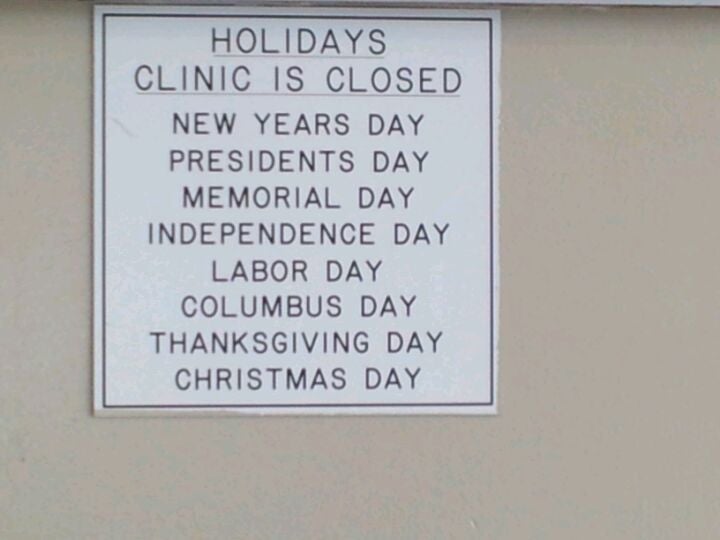 HOLIDAYS
CLINIC IS CLOSED
NEW YEARS DAY
PRESIDENTS DAY
MEMORIAL DAY
INDEPENDENCE DAY
LABOR DAY
COLUMBUS DAY
THANKSGIVING DAY
CHRISTMAS DAY